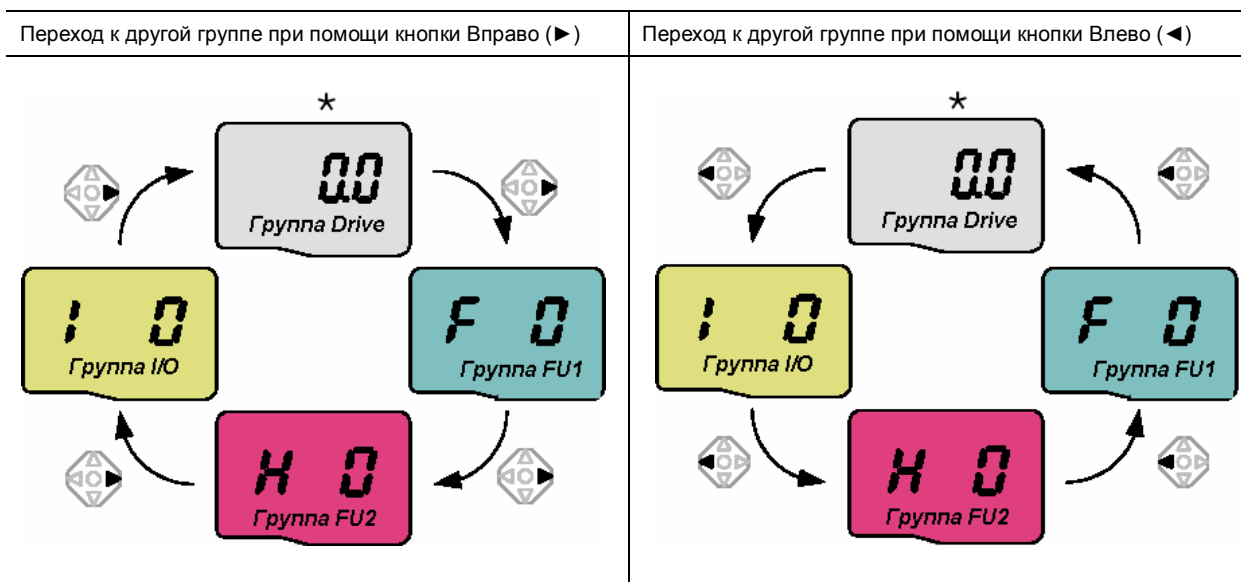 Переход к другой группе при помощи кнопки Вправо (►)
Переход к другой группе при помощи кнопки Влево (◄)
*
0.0
Группа Drive
I 0
Группа I/O
F 0
Группа FU1
H 0
Группа FU2
*
0.0
Группа Drive
I 0
Группа I/O
F 0
Группа FU1
H 0
Группа FU2